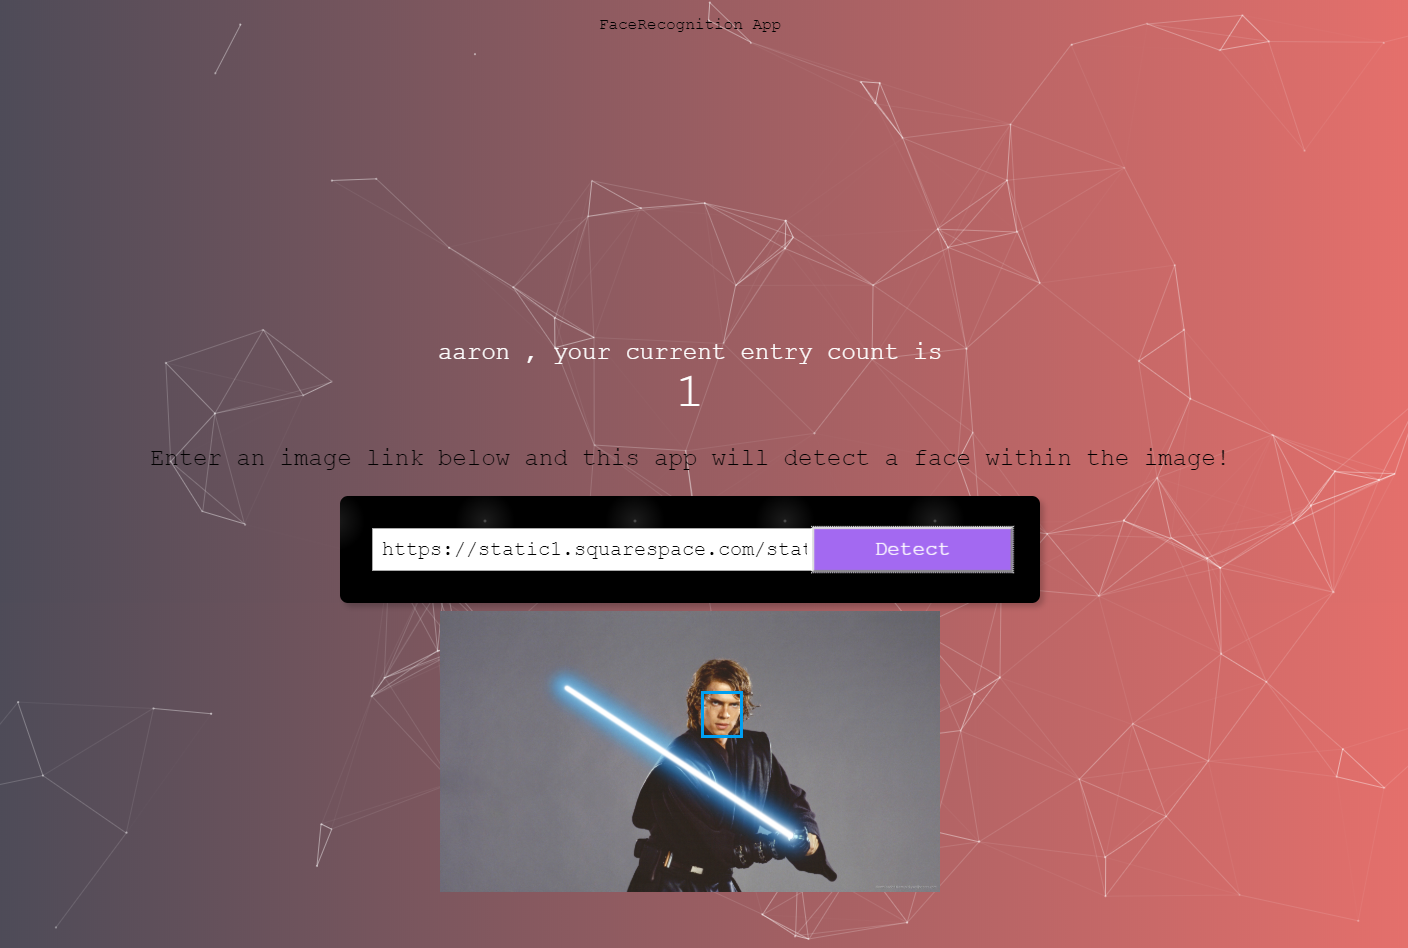 FaceRecognition App
aaron , your current entry count is
1
Enter an image link below and this app will detect a face within the image!
https://static1.squarespace.com/stat
Detect